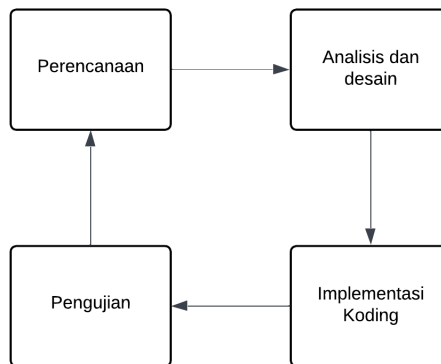 Perencanaan
Analisis dan
desain
Pengujian
Implementasi
Koding